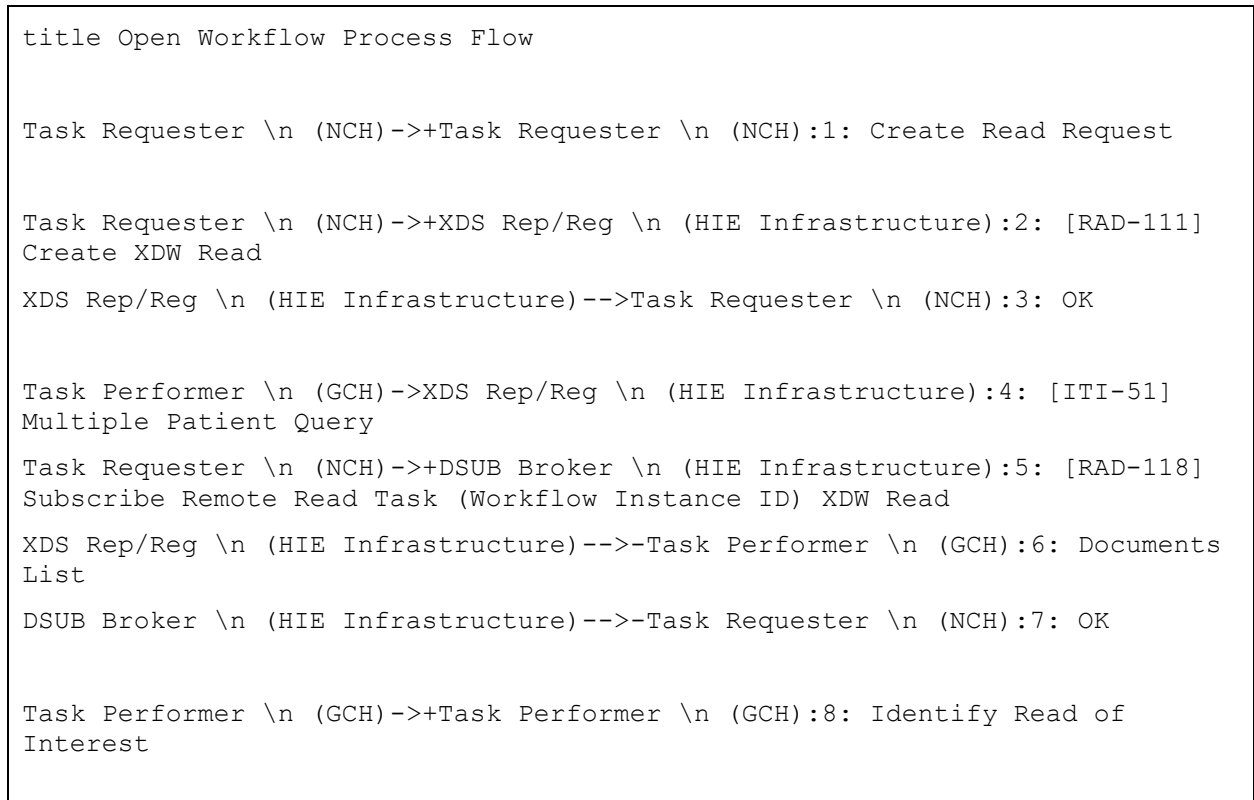 title Open Workflow Process Flow
Task Requester \n (NCH)->+Task Requester \n (NCH):1: Create Read Request
Task Requester \n (NCH)->+XDS Rep/Reg \n (HIE Infrastructure):2: [RAD-111]
Create XDW Read
XDS Rep/Reg \n (HIE Infrastructure)-->Task Requester \n (NCH):3: OK
Task Performer \n (GCH)->XDS Rep/Reg \n (HIE Infrastructure):4: [ITI-51]
Multiple Patient Query
Task Requester \n (NCH)->+DSUB Broker \n (HIE Infrastructure):5: [RAD-118]
Subscribe Remote Read Task (Workflow Instance ID) XDW Read
XDS Rep/Reg \n (HIE Infrastructure)-->-Task Performer \n (GCH):6: Documents
List
DSUB Broker \n (HIE Infrastructure)-->-Task Requester \n (NCH):7: OK
Task Performer \n (GCH)->+Task Performer \n (GCH):8: Identify Read of
Interest